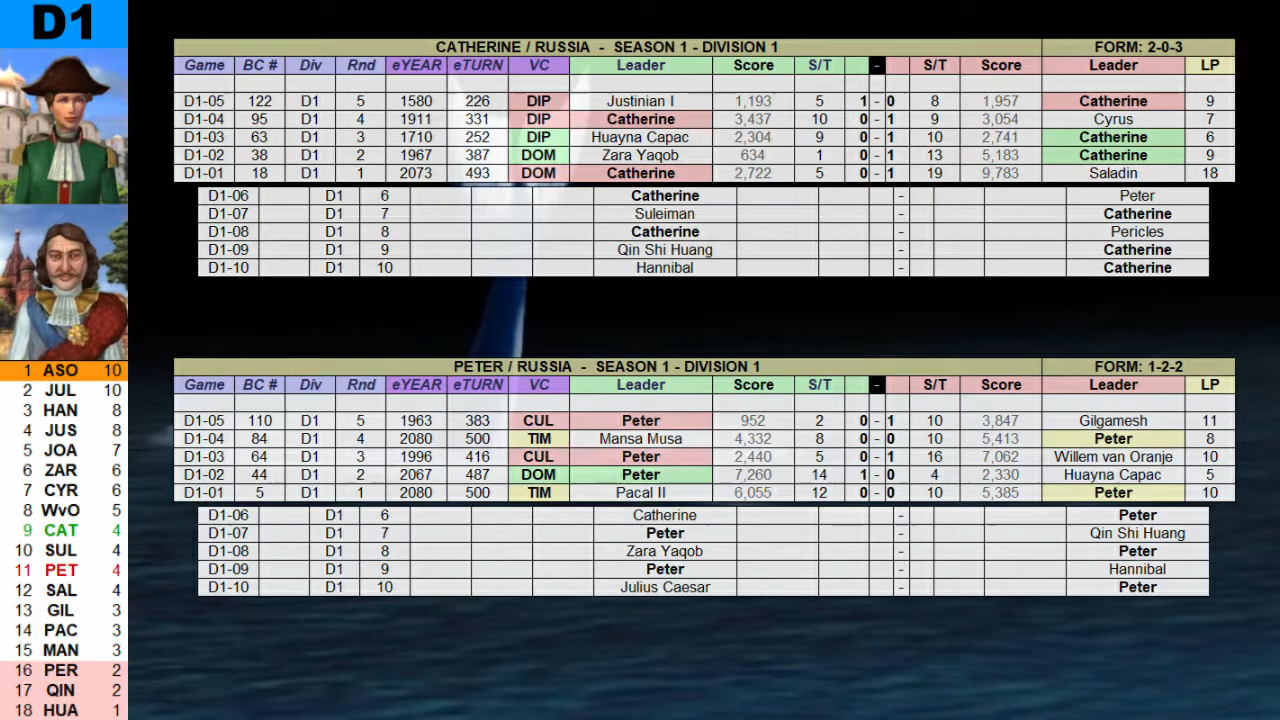 D1
CATHERINE / RUSSIA - SEASON 1 - DIVISION 1 FORM: 2-0-3
Game BC # Div Rnd eYEAR eTURN VC Leader Score S/T - S/T Score Leader LP
D1-05 122 D1 5 1580 226 DIP Justinian I 1,193 5 1 - 0 8 1,957 Catherine 9
D1-04 95 D1 4 1911 331 DIP Catherine 3,437 10 0 - 1 9 3,054 Cyrus 7
D1-03 63 D1 3 1710 252 DIP Huayna Capac 2,304 9 0 - 1 10 2,741 Catherine 6
D1-02 38 D1 2 1967 387 DOM Zara Yaqob 634 1 0 - 1 13 5,183 Catherine 9
D1-01 18 D1 1 2073 493 DOM Catherine 2,722 5 0 - 1 19 9,783 Saladin 18
D1-06 D1 6 Catherine - Peter
D1-07 D1 7 Suleiman - Catherine
D1-08 D1 8 Catherine - Pericles
D1-09 D1 9 Qin Shi Huang - Catherine
D1-10 D1 10 Hannibal - Catherine
PETER / RUSSIA - SEASON 1 - DIVISION 1 FORM: 1-2-2
Game BC # Div Rnd eYEAR eTURN VC Leader Score S/T - S/T Score Leader LP
D1-05 110 D1 5 1963 383 CUL Peter 952 2 0 - 1 10 3,847 Gilgamesh 11
D1-04 84 D1 4 2080 500 TIM Mansa Musa 4,332 8 0 - 0 10 5,413 Peter 8
D1-03 64 D1 3 1996 416 CUL Peter 2,440 5 0 - 1 16 7,062 Willem van Oranje 10
D1-02 44 D1 2 2067 487 DOM Peter 7,260 14 1 - 0 4 2,330 Huayna Capac 5
D1-01 5 D1 1 2080 500 TIM Pacal II 6,055 12 0 - 0 10 5,385 Peter 10
D1-06 D1 6 Catherine - Peter
D1-07 D1 7 Peter - Qin Shi Huang
D1-08 D1 8 Zara Yaqob - Peter
D1-09 D1 9 Peter - Hannibal
D1-10 D1 10 Julius Caesar - Peter
1 ASO 10
2 JUL 10
3 HAN 8
4 JUS 8
5 JOA 7
6 ZAR 6
7 CYR 6
8 WvO 5
9 CAT 4
10 SUL 4
11 PET 4
12 SAL 4
13 GIL 3
14 PAC 3
15 MAN 3
16 PER 2
17 QIN 2
18 HUA 1